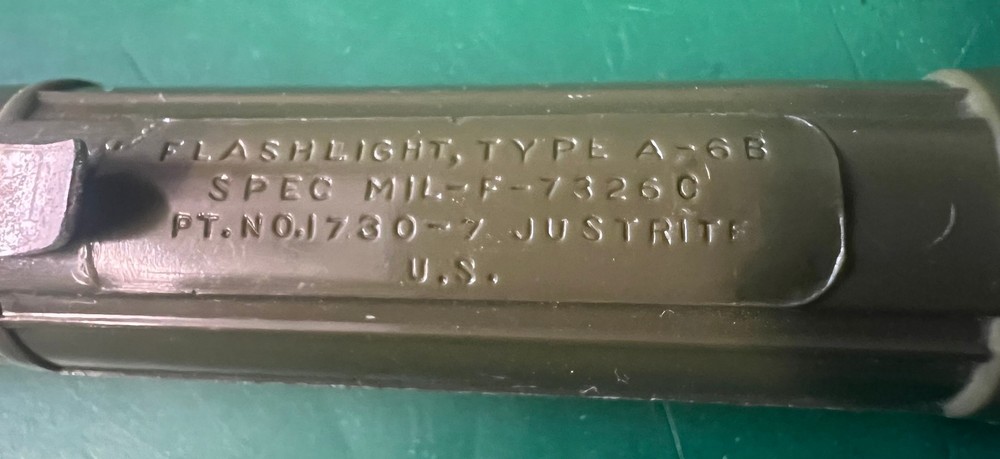 FLASHLIGHT, TYPE A-6B
SPEC MIL-F-7326C
PT. NO. 1730-7 JUSTRITE
U.S.